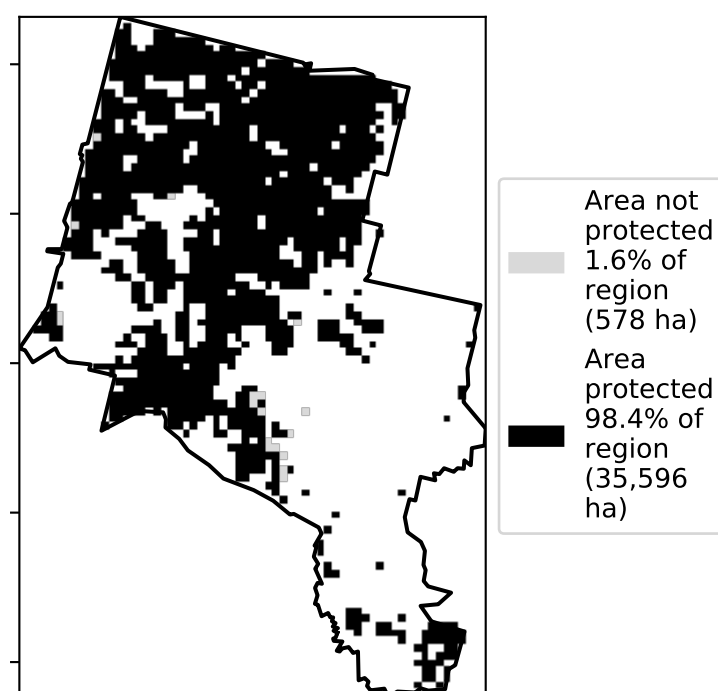 Area not
protected
1.6% of
region
(578 ha)
Area
protected
98.4% of
region
(35,596
ha)